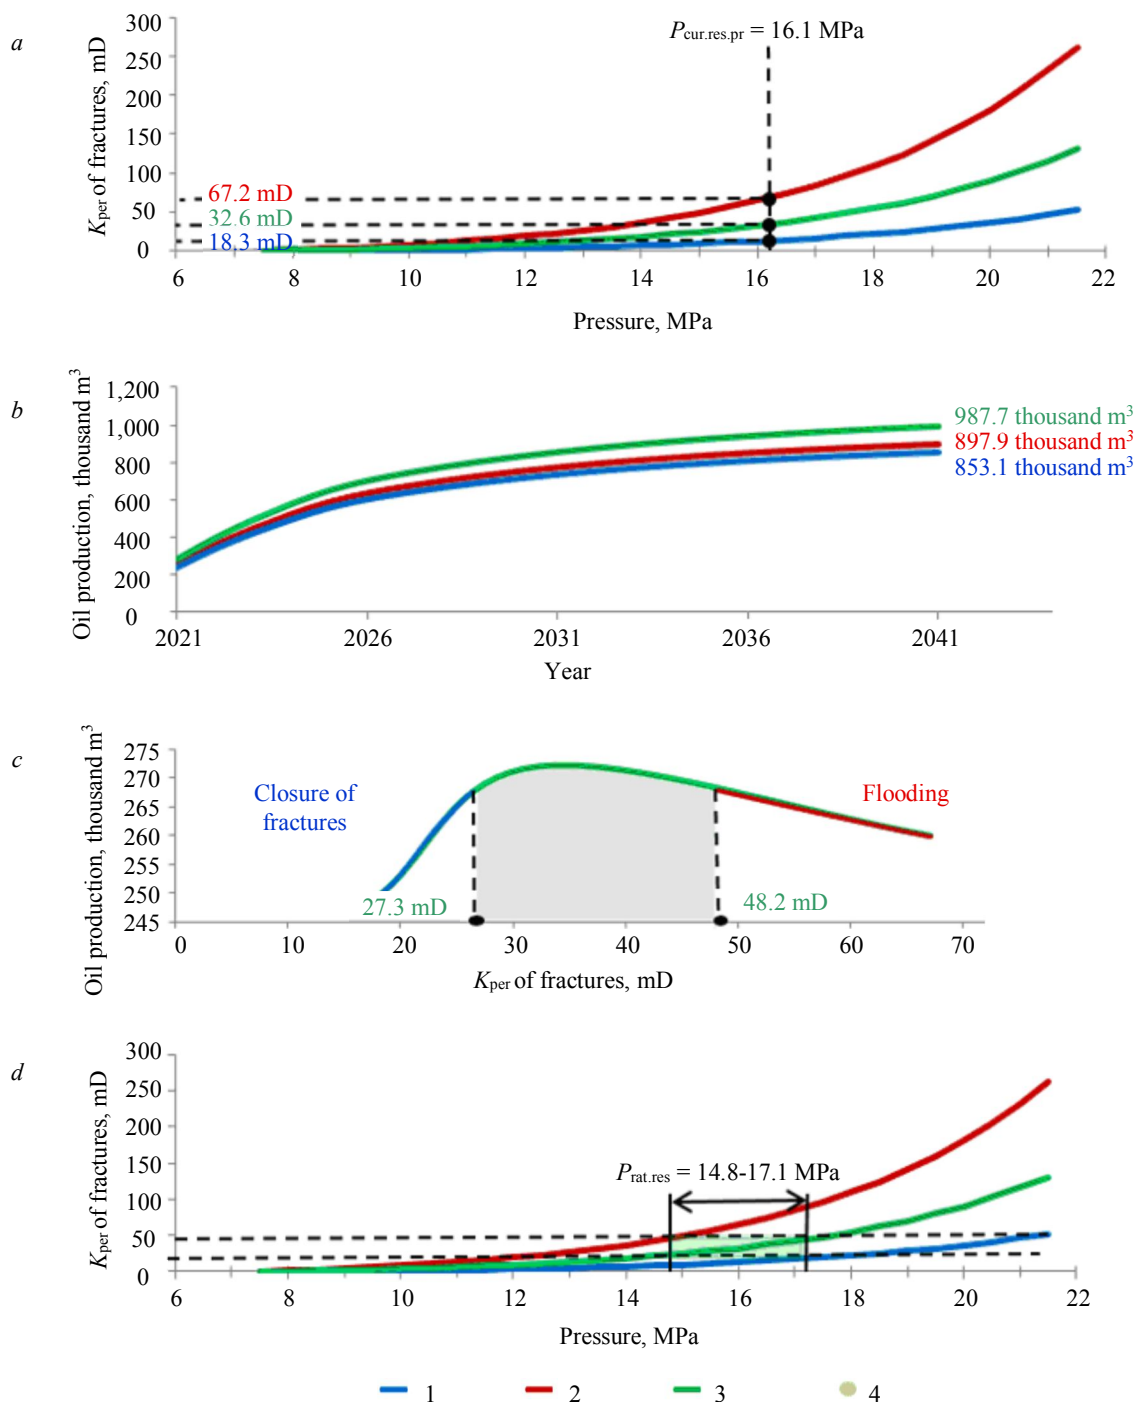 a
K_per of fractures, mD
300
250
200
150
100
50
0
P_cur.res.pr = 16.1 MPa
67.2 mD
32.6 mD
18.3 mD
6 8 10 12 14 16 18 20 22
Pressure, MPa
b
Oil production, thousand m³
1,200
1,000
800
600
400
200
0
987.7 thousand m³
897.9 thousand m³
853.1 thousand m³
2021 2026 2031 2036 2041
Year
c
Oil production, thousand m³
275
270
265
260
255
250
245
Closure of
fractures
Flooding
27.3 mD
48.2 mD
0 10 20 30 40 50 60 70
K_per of fractures, mD
d
K_per of fractures, mD
300
250
200
150
100
50
0
P_rat.res = 14.8-17.1 MPa
6 8 10 12 14 16 18 20 22
Pressure, MPa
1 2 3 4